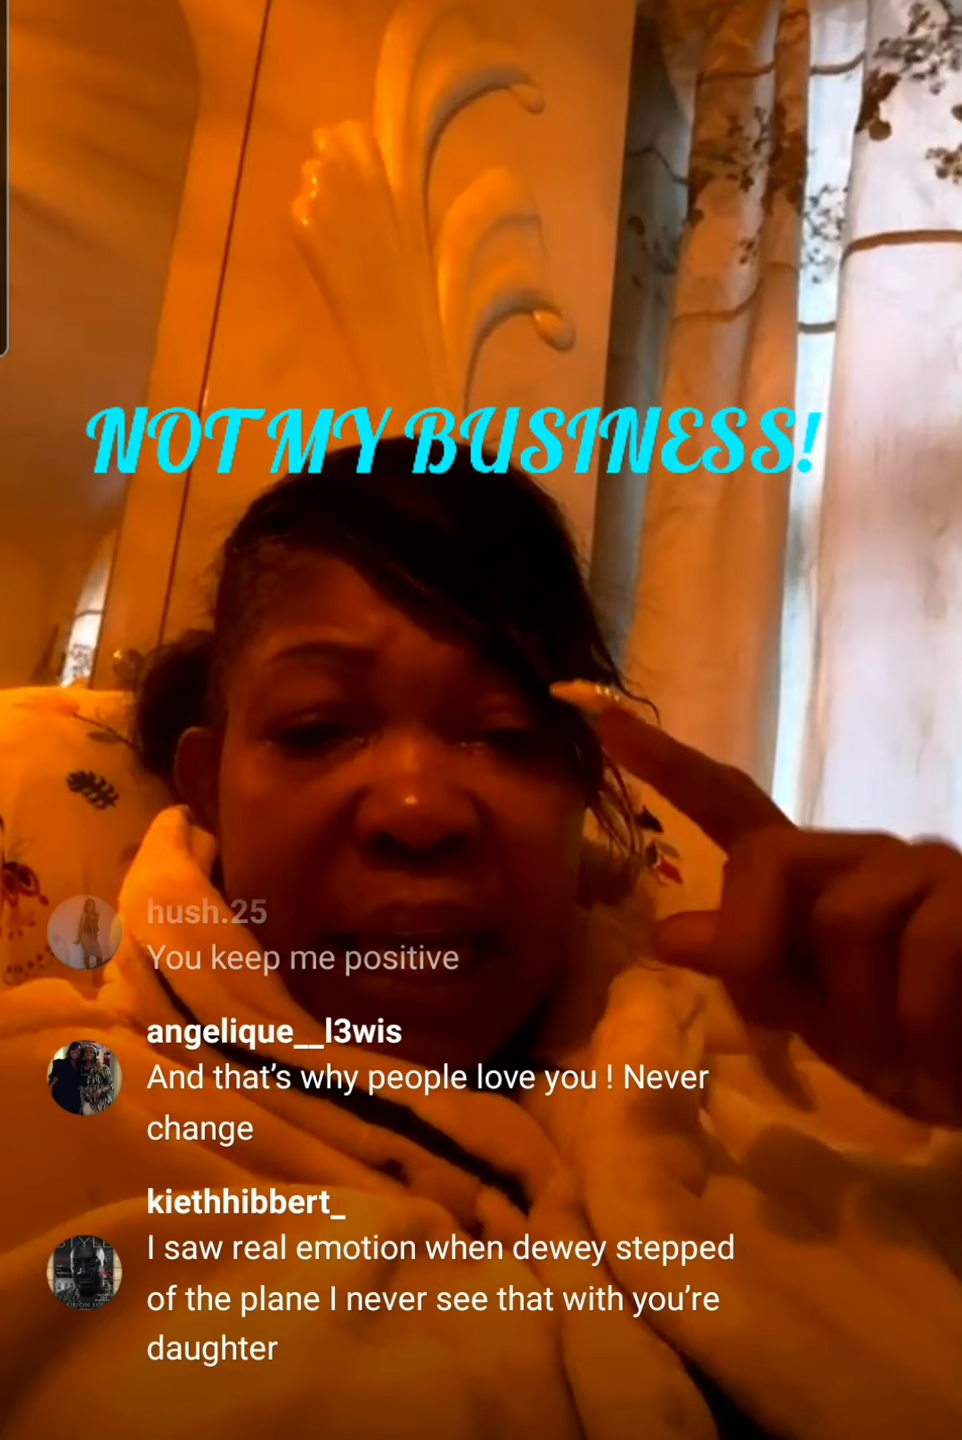 NOT MY BUSINESS!
hush.25
You keep me positive
angelique__l3wis
And that’s why people love you ! Never
change
kiethhibbert_
I saw real emotion when dewey stepped
of the plane I never see that with you’re
daughter